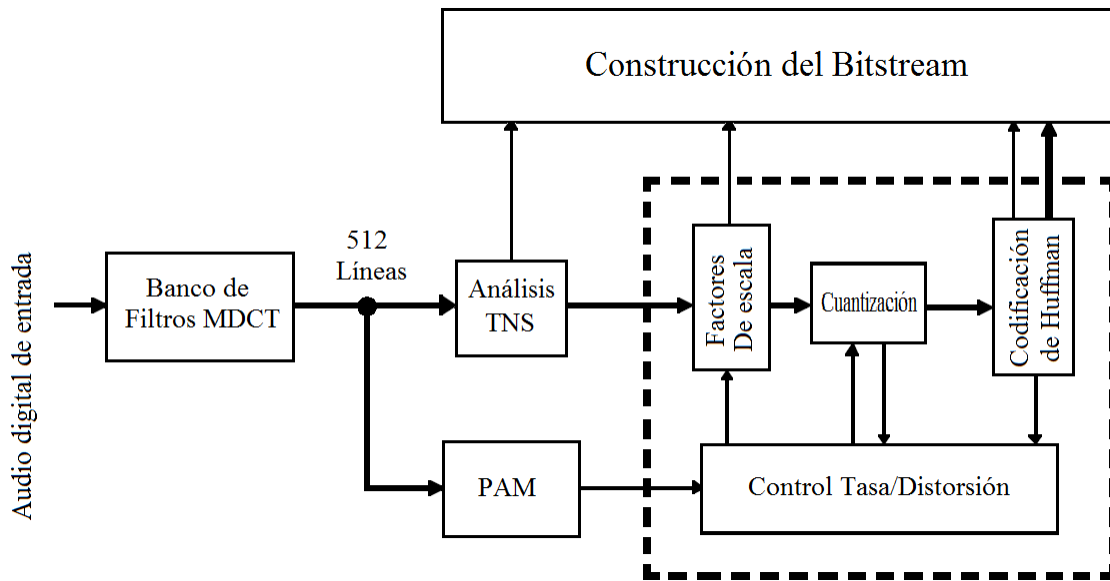 Construcción del Bitstream
Audio digital de entrada
Banco de
Filtros MDCT
512
Líneas
Análisis
TNS
Factores
De escala
Cuantización
Codificación
de Huffman
PAM
Control Tasa/Distorsión